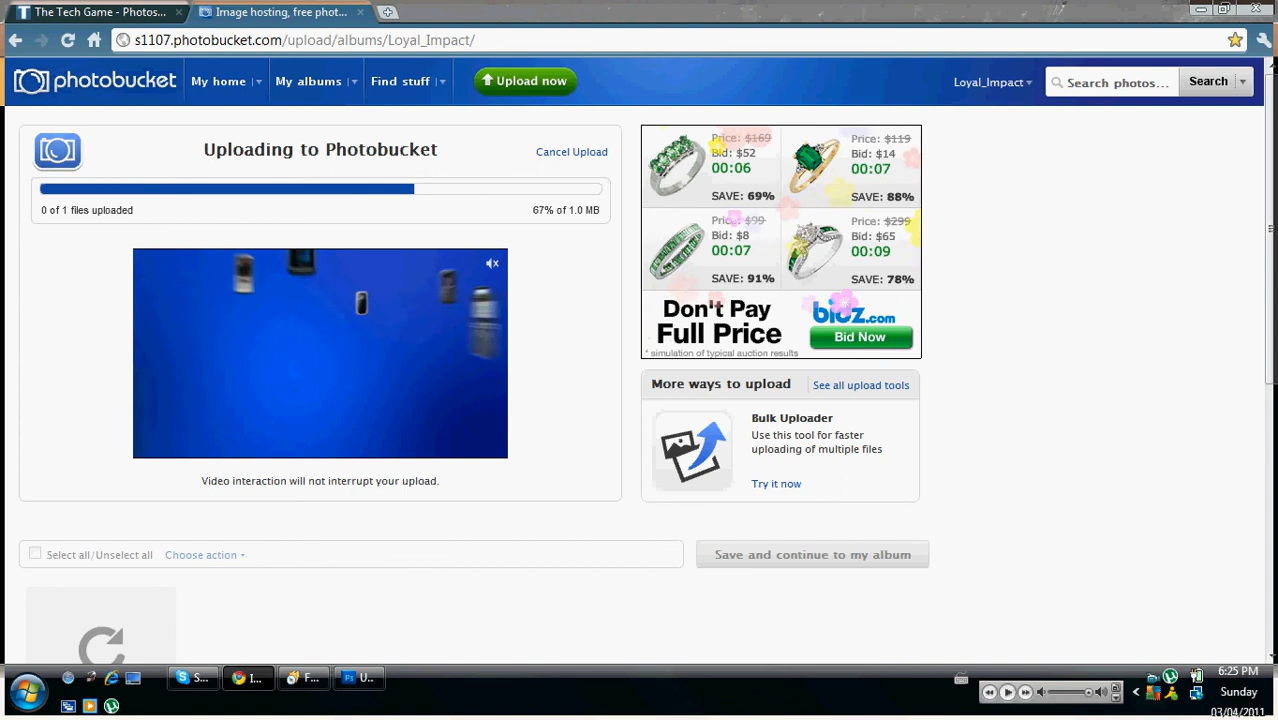 The Tech Game - Photos...
Image hosting, free phot...
s1107.photobucket.com/upload/albums/Loyal_Impact/
photobucket
My home
My albums
Find stuff
Upload now
Loyal_Impact
Search photos...
Search
Uploading to Photobucket
Cancel Upload
0 of 1 files uploaded
67% of 1.0 MB
Video interaction will not interrupt your upload.
Price: $169
Bid: $52
00:06
SAVE: 69%
Price: $119
Bid: $14
00:07
SAVE: 88%
Price: $99
Bid: $8
00:07
SAVE: 91%
Price: $299
Bid: $65
00:09
SAVE: 78%
Don't Pay
Full Price
* simulation of typical auction results
bidz.com
Bid Now
More ways to upload
See all upload tools
Bulk Uploader
Use this tool for faster
uploading of multiple files
Try it now
Select all/Unselect all
Choose action
Save and continue to my album
S...
I...
F...
U...
6:25 PM
Sunday
03/04/2011